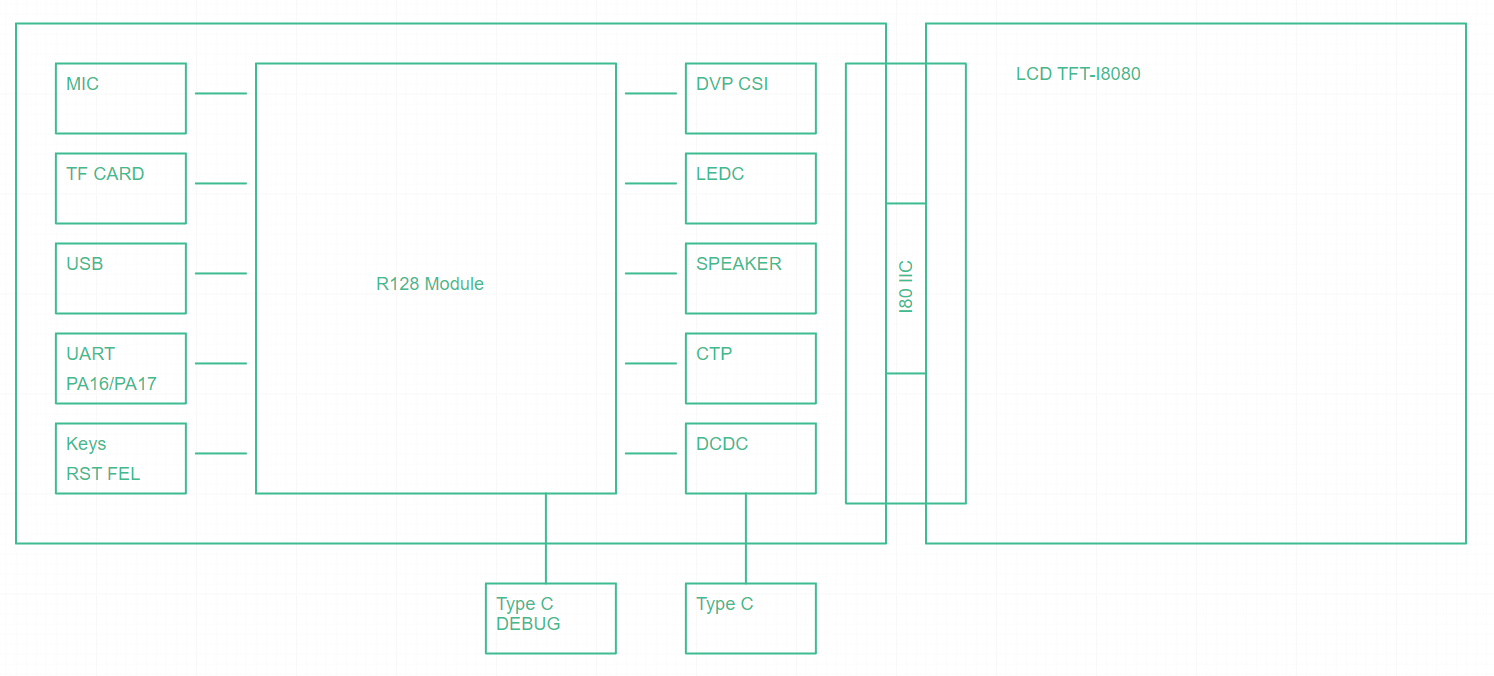 MIC
TF CARD
USB
UART
PA16/PA17
Keys
RST FEL
R128 Module
DVP CSI
LEDC
SPEAKER
CTP
DCDC
I80 IIC
LCD TFT-I8080
Type C
DEBUG
Type C